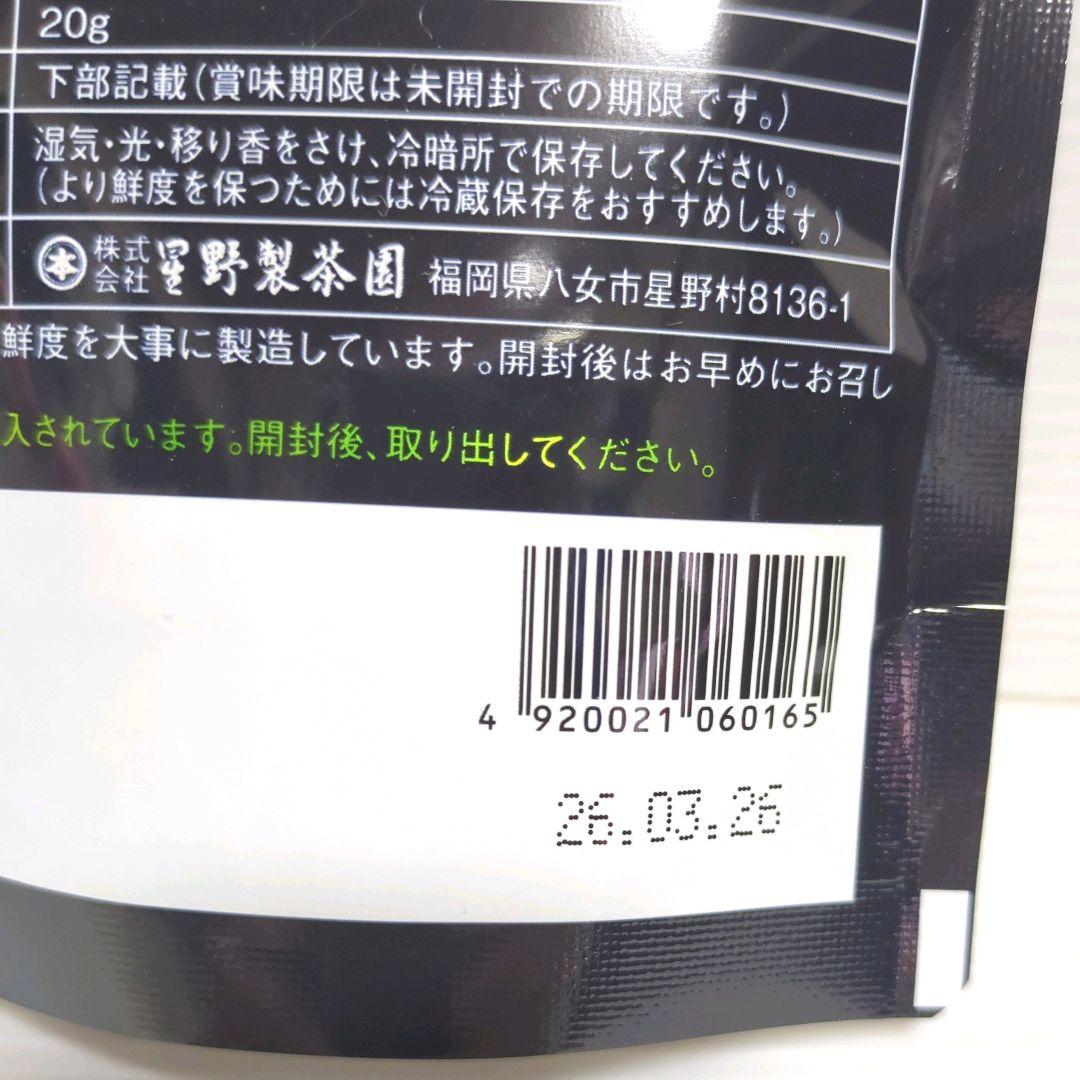 20g
下部記載(賞味期限は未開封での期限です。)
湿気・光・移り香をさけ、冷暗所で保存してください。
(より鮮度を保つためには冷蔵保存をおすすめします。)
本 株式会社 星野製茶園 福岡県八女市星野村8136-1
鮮度を大事に製造しています。開封後はお早めにお召し
入されています。開封後、取り出してください。
4 920021 060165
26.03.26